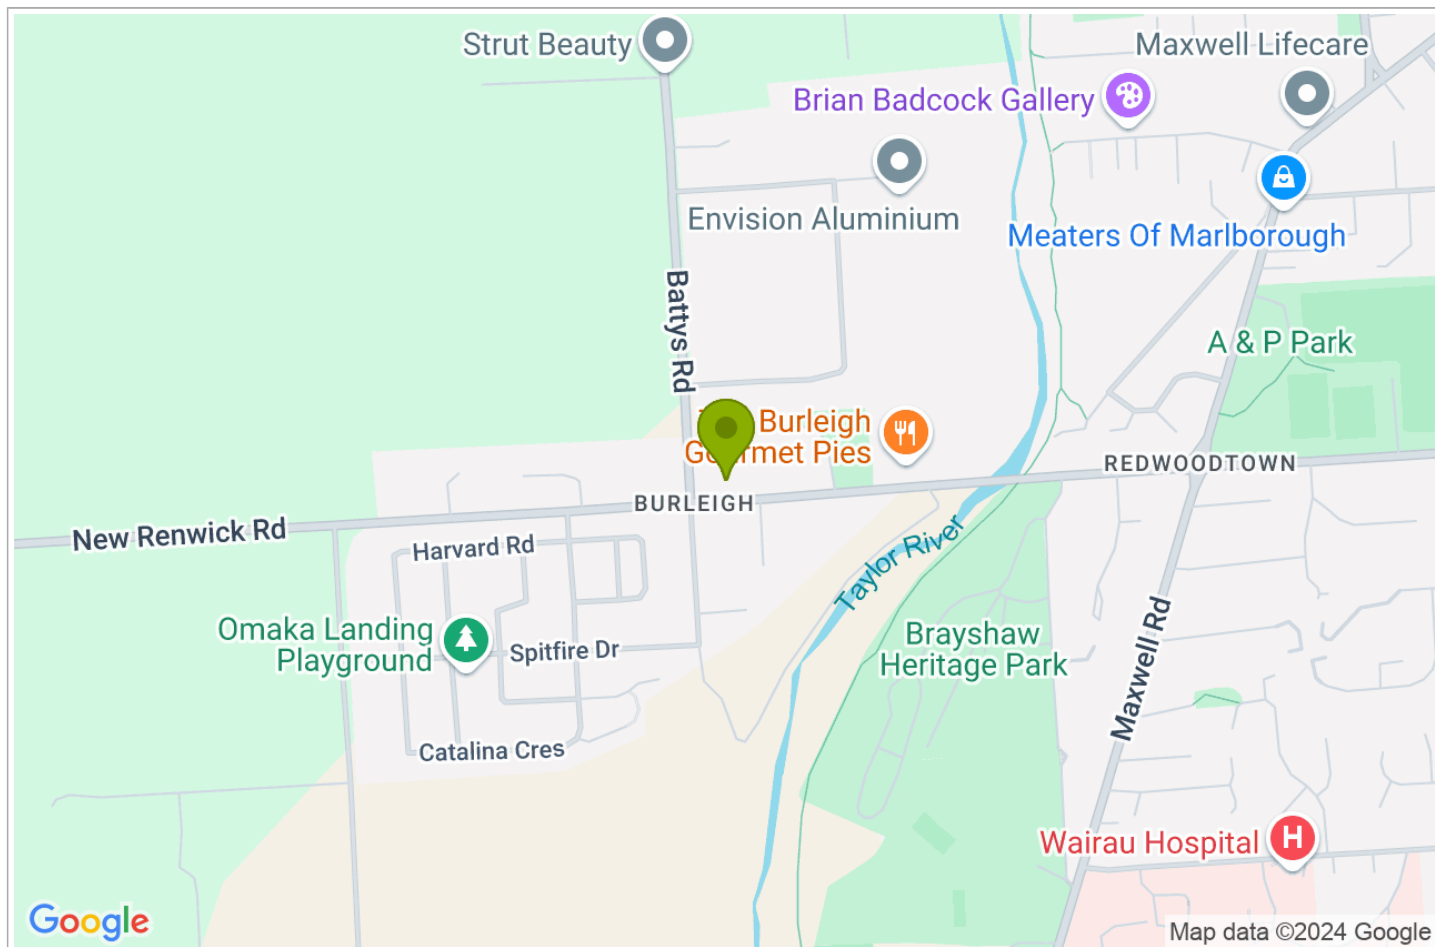 Strut Beauty
Maxwell Lifecare
Brian Badcock Gallery
Envision Aluminium
Meaters Of Marlborough
Battys Rd
A & P Park
Burleigh
Gourmet Pies
REDWOODTOWN
BURLEIGH
New Renwick Rd
Harvard Rd
Taylor River
Omaka Landing
Playground
Spitfire Dr
Brayshaw
Heritage Park
Maxwell Rd
Catalina Cres
Wairau Hospital
H
Google
Map data ©2024 Google